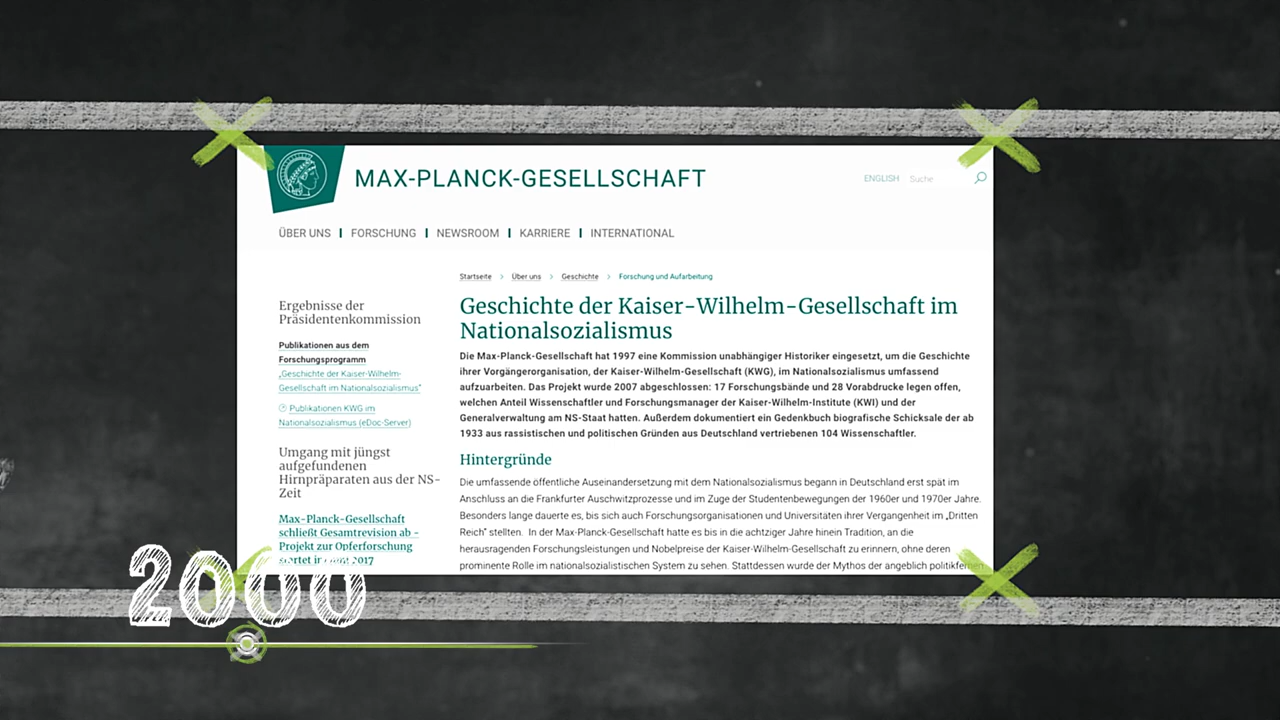 MAX-PLANCK-GESELLSCHAFT
ENGLISH Suche
ÜBER UNS FORSCHUNG NEWSROOM KARRIERE INTERNATIONAL
Startseite > Über uns > Geschichte > Forschung und Aufarbeitung
Ergebnisse der
Präsidentenkommission
Publikationen aus dem
Forschungsprogramm
„Geschichte der Kaiser-Wilhelm-
Gesellschaft im Nationalsozialismus"
Publikationen KWG im
Nationalsozialismus (eDoc-Server)
Umgang mit jüngst
aufgefundenen
Hirnpräparaten aus der NS-
Zeit
Max-Planck-Gesellschaft
schließt Gesamtrevision ab -
Projekt zur Opferforschung
2017
Geschichte der Kaiser-Wilhelm-Gesellschaft im
Nationalsozialismus
Die Max-Planck-Gesellschaft hat 1997 eine Kommission unabhängiger Historiker eingesetzt, um die Geschichte
ihrer Vorgängerorganisation, der Kaiser-Wilhelm-Gesellschaft (KWG), im Nationalsozialismus umfassend
aufzuarbeiten. Das Projekt wurde 2007 abgeschlossen: 17 Forschungsbände und 28 Vorabdrucke legen offen,
welchen Anteil Wissenschaftler und Forschungsmanager der Kaiser-Wilhelm-Institute (KWI) und der
Generalverwaltung am NS-Staat hatten. Außerdem dokumentiert ein Gedenkbuch biografische Schicksale der ab
1933 aus rassistischen und politischen Gründen aus Deutschland vertriebenen 104 Wissenschaftler.
Hintergründe
Die umfassende öffentliche Auseinandersetzung mit dem Nationalsozialismus begann in Deutschland erst spät im
Anschluss an die Frankfurter Auschwitzprozesse und im Zuge der Studentenbewegungen der 1960er und 1970er Jahre.
Besonders lange dauerte es, bis sich auch Forschungsorganisationen und Universitäten ihrer Vergangenheit im „Dritten
Reich" stellten. In der Max-Planck-Gesellschaft hatte es bis in die achtziger Jahre hinein Tradition, an die
herausragenden Forschungsleistungen und Nobelpreise der Kaiser-Wilhelm-Gesellschaft zu erinnern, ohne deren
prominente Rolle im nationalsozialistischen System zu sehen. Stattdessen wurde der Mythos der angeblich politikfernen
2000